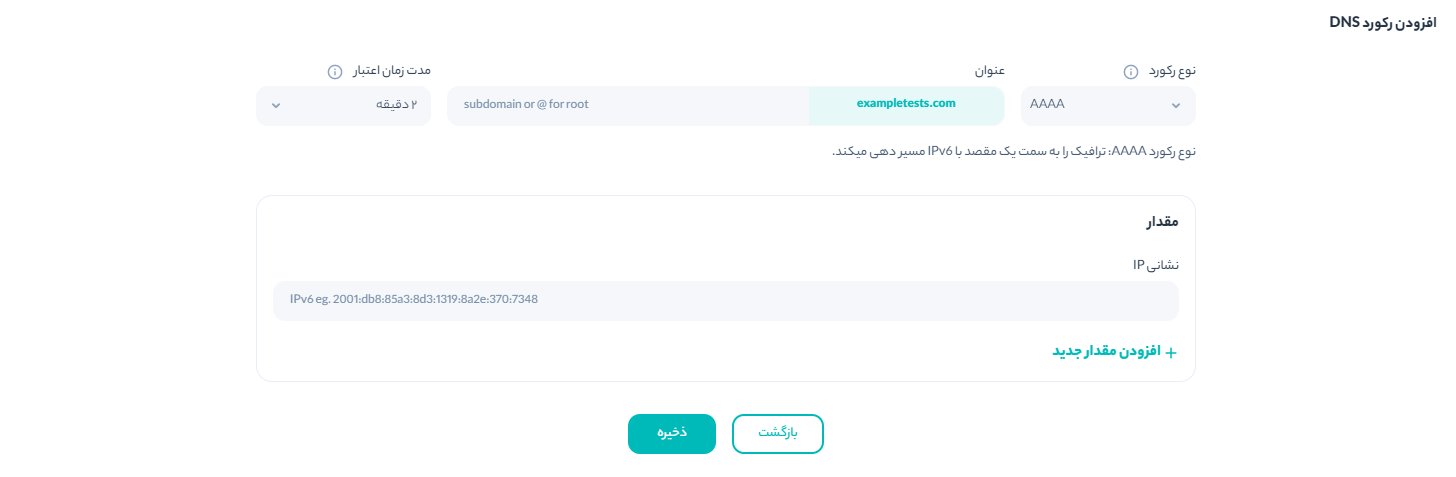 افزودن رکورد DNS
نوع رکورد
عنوان
مدت زمان اعتبار
AAAA
exampletests.com
subdomain or @ for root
۲ دقیقه
نوع رکورد AAAA: ترافیک را به سمت یک مقصد با IPv6 مسیر دهی میکند.
مقدار
نشانی IP
IPv6 eg. 2001:db8:85a3:8d3:1319:8a2e:370:7348
+ افزودن مقدار جدید
بازگشت
ذخیره